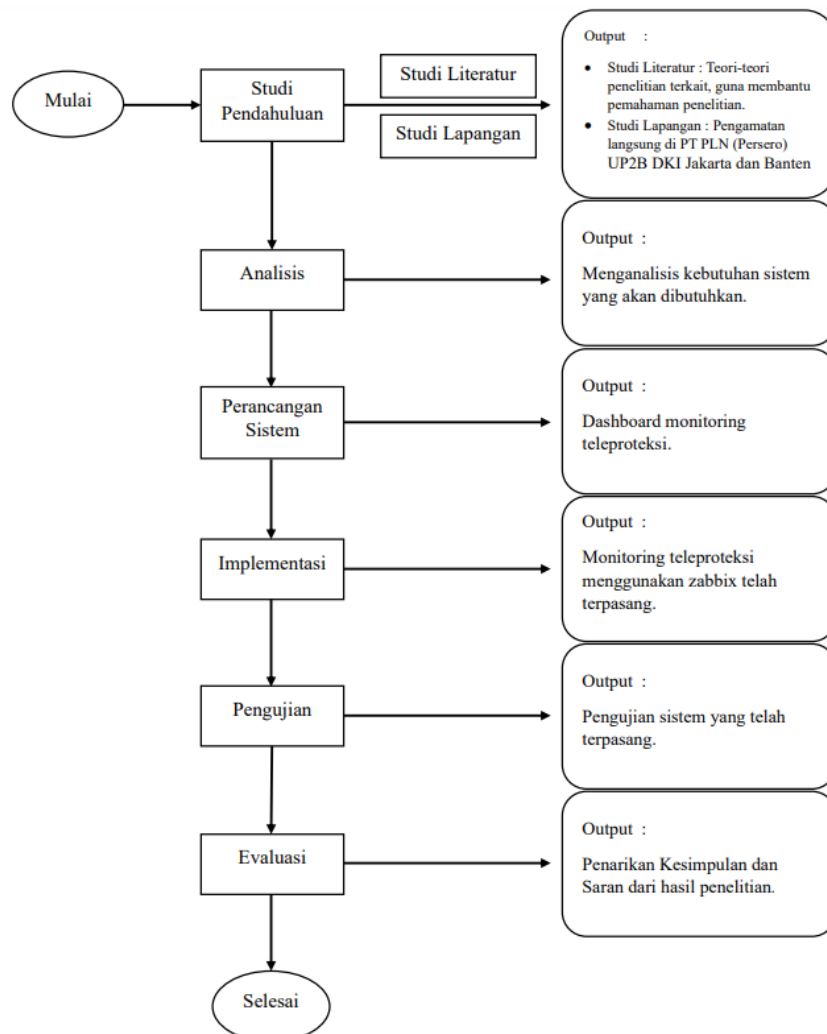 Mulai
Studi
Pendahuluan
Studi Literatur
Studi Lapangan
Output :
• Studi Literatur : Teori-teori
penelitian terkait, guna membantu
pemahaman penelitian.
• Studi Lapangan : Pengamatan
langsung di PT PLN (Persero)
UP2B DKI Jakarta dan Banten
Analisis
Output :
Menganalisis kebutuhan sistem
yang akan dibutuhkan.
Perancangan
Sistem
Output :
Dashboard monitoring
teleproteksi.
Implementasi
Output :
Monitoring teleproteksi
menggunakan zabbix telah
terpasang.
Pengujian
Output :
Pengujian sistem yang telah
terpasang.
Evaluasi
Output :
Penarikan Kesimpulan dan
Saran dari hasil penelitian.
Selesai